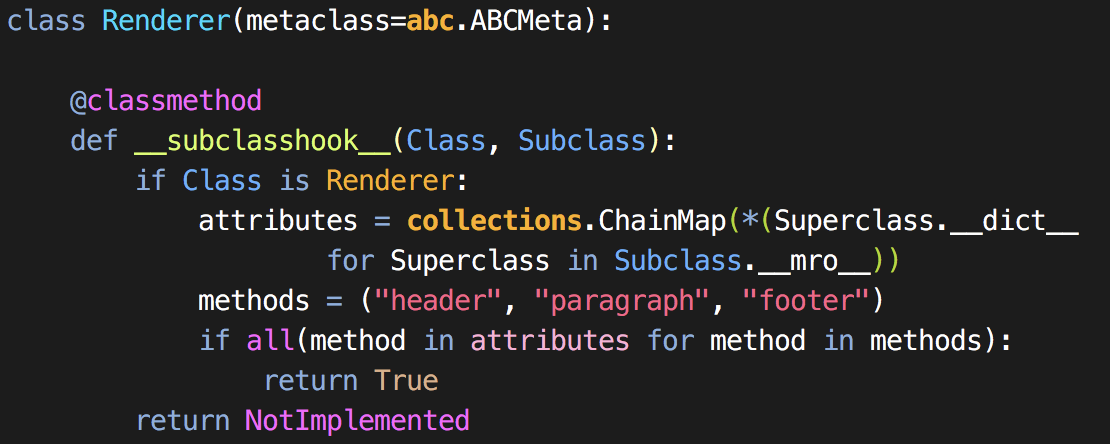 class Renderer(metaclass=abc.ABCMeta):

    @classmethod
    def __subclasshook__(Class, Subclass):
        if Class is Renderer:
            attributes = collections.ChainMap(*(Superclass.__dict__
                    for Superclass in Subclass.__mro__))
            methods = ("header", "paragraph", "footer")
            if all(method in attributes for method in methods):
                return True
        return NotImplemented